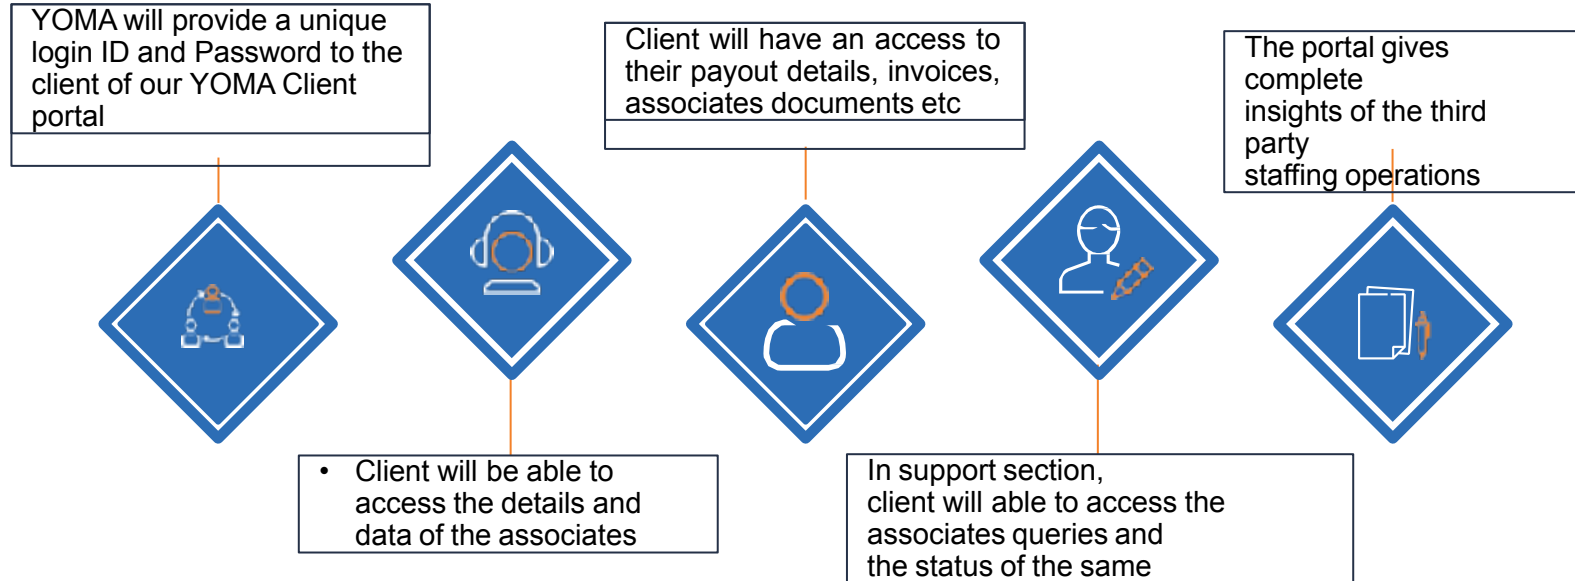 YOMA will provide a unique
login ID and Password to the
client of our YOMA Client
portal
• Client will be able to
access the details and
data of the associates
Client will have an access to
their payout details, invoices,
associates documents etc
In support section,
client will able to access the
associates queries and
the status of the same
The portal gives
complete
insights of the third
party
staffing operations